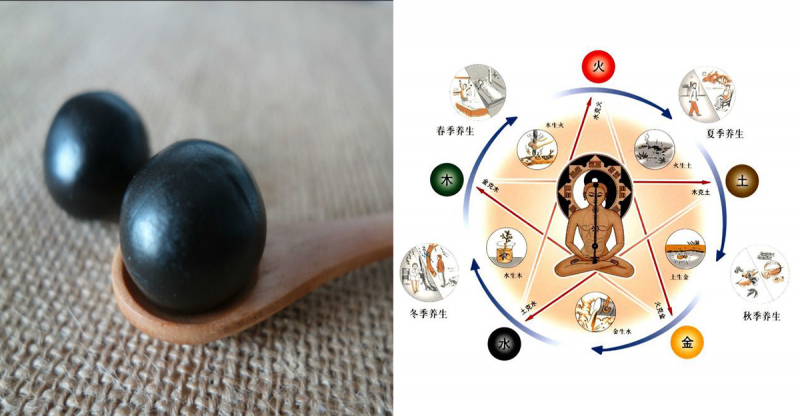 火
木克火
春季养生
木生火
夏季养生
火生土
木
金克木
土
木克土
水生木
土生金
冬季养生
土克水
火克金
秋季养生
金生水
水
金